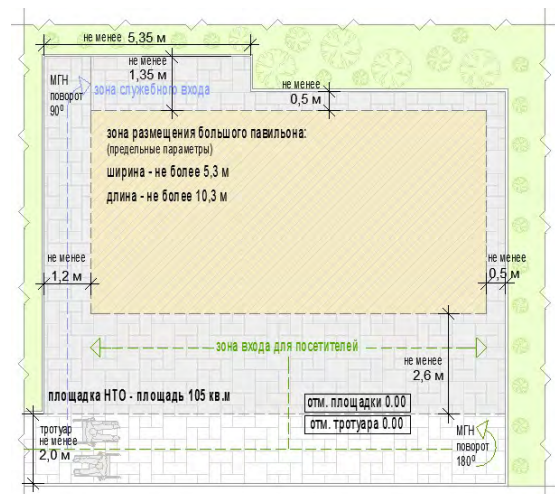 не менее 5,35 м
не менее
1,35 м
МГН
поворот
90⁰
зона служебного входа
не менее
0,5 м
зона размещения большого павильона:
(предельные параметры)
ширина - не более 5,3 м
длина - не более 10,3 м
не менее
1,2 м
не менее
0,5 м
зона входа для посетителей
не менее
2,6 м
площадка НТО - площадь 105 кв.м
отм. площадки 0.00
отм. тротуара 0.00
тротуар
не менее
2,0 м
МГН
поворот
180⁰